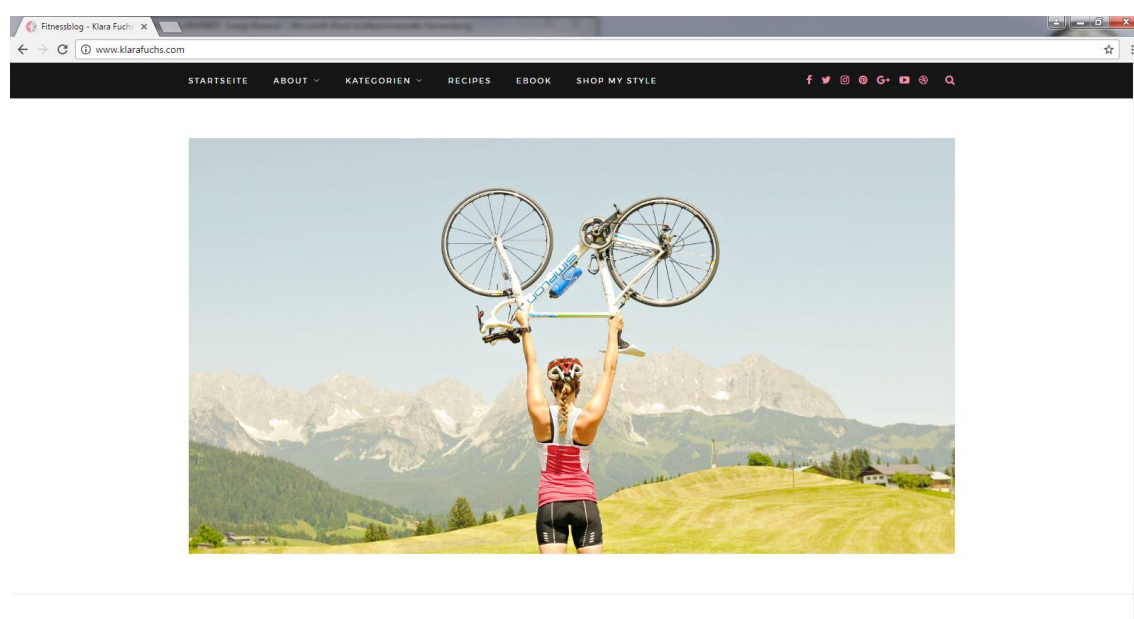 Fitnessblog - Klara Fuchs
www.klarafuchs.com
STARTSEITE ABOUT KATEGORIEN RECIPES EBOOK SHOP MY STYLE
SIMPLON